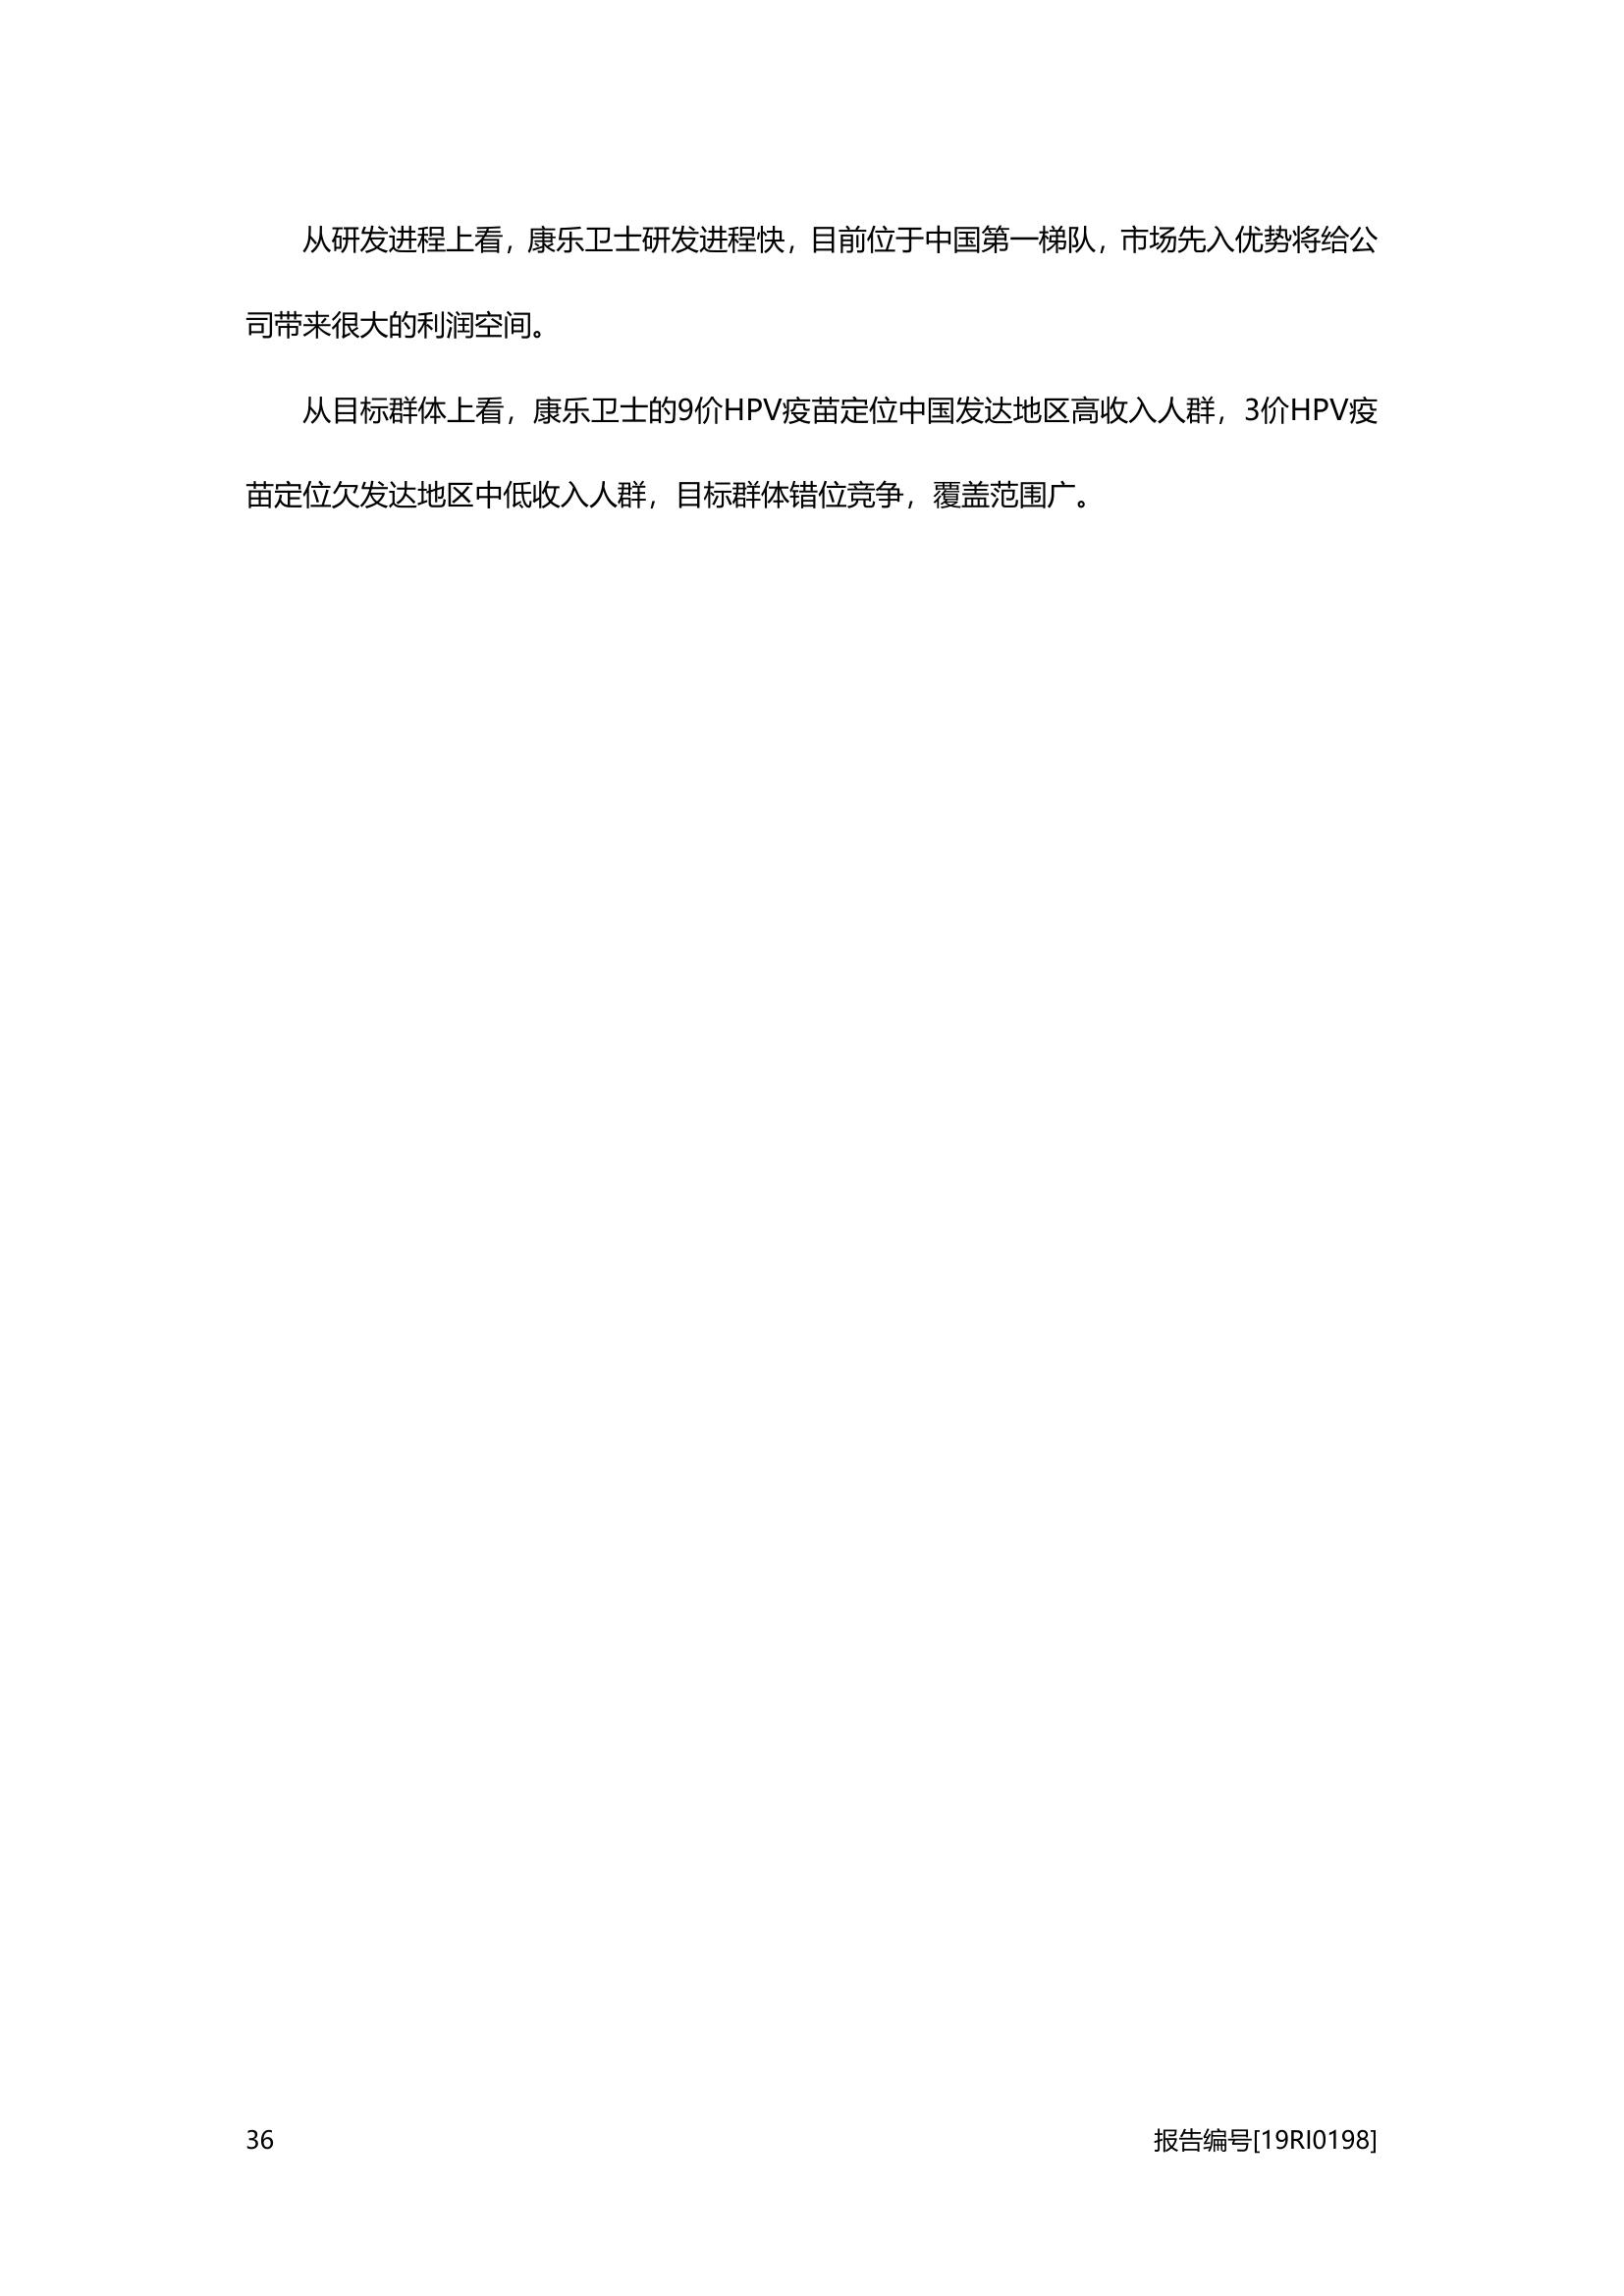 从研发进程上看，康乐卫士研发进程快，目前位于中国第一梯队，市场先入优势将给公
司带来很大的利润空间。
从目标群体上看，康乐卫士的9价HPV疫苗定位中国发达地区高收入人群，3价HPV疫
苗定位欠发达地区中低收入人群，目标群体错位竞争，覆盖范围广。
36
报告编号[19RI0198]